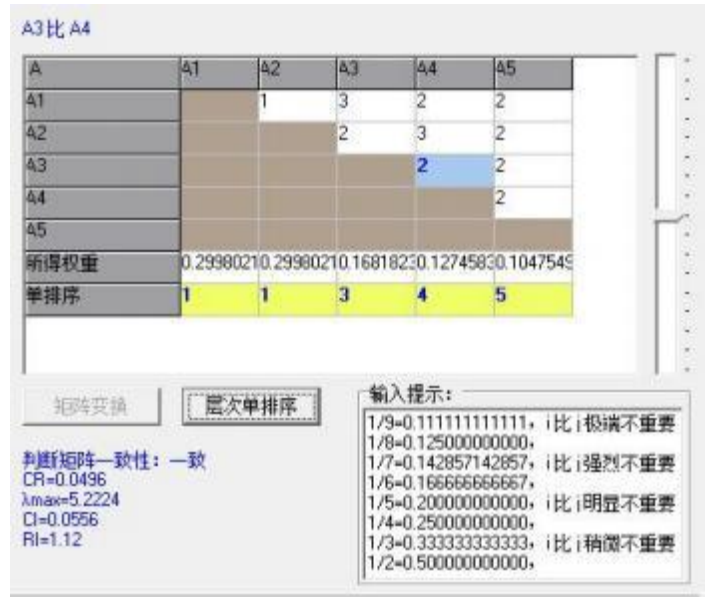 A3比 A4
A A1 A2 A3 A4 A5
A1 1 3 2 2
A2 2 3 2
A3 2 2
A4 2
A5
所得权重 0.2998021 0.2998021 0.1681823 0.1274583 0.1047549
单排序 1 1 3 4 5
矩阵变换 层次单排序
判断矩阵一致性：一致
CR=0.0496
λmax=5.2224
CI=0.0556
RI=1.12
输入提示：
1/9=0.111111111111，i比j极端不重要
1/8=0.125000000000，
1/7=0.142857142857，i比j强烈不重要
1/6=0.166666666667，
1/5=0.200000000000，i比j明显不重要
1/4=0.250000000000，
1/3=0.333333333333，i比j稍微不重要
1/2=0.500000000000，